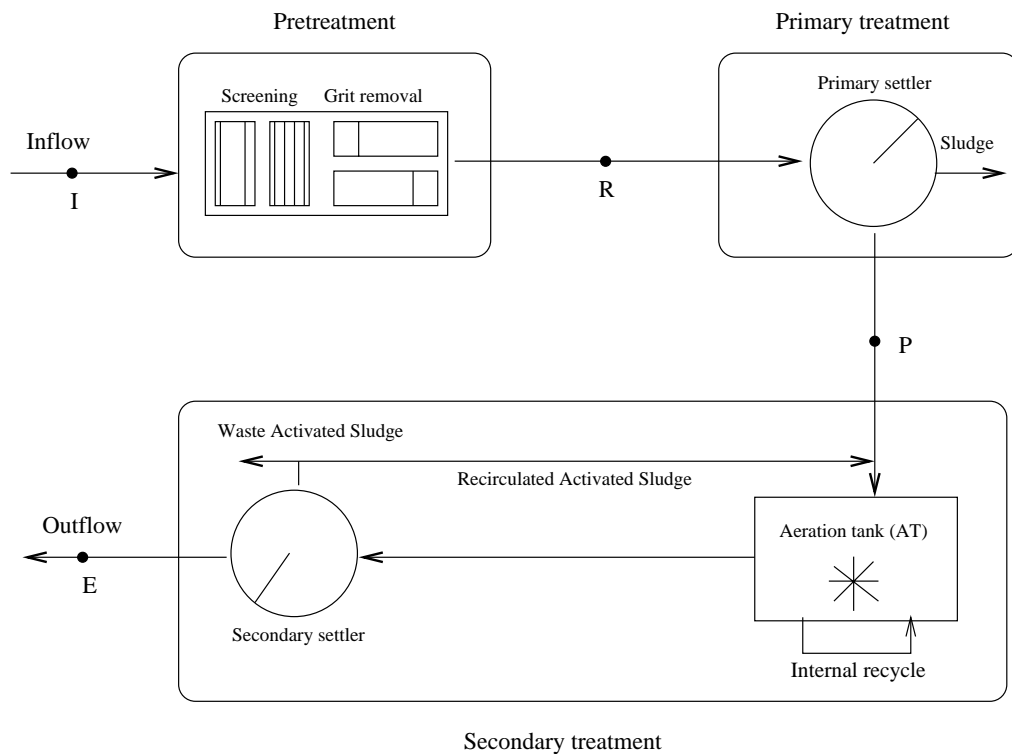 Pretreatment
Primary treatment
Screening
Grit removal
Primary settler
Inflow
Sludge
I
R
P
Waste Activated Sludge
Recirculated Activated Sludge
Outflow
Aeration tank (AT)
E
Secondary settler
Internal recycle
Secondary treatment